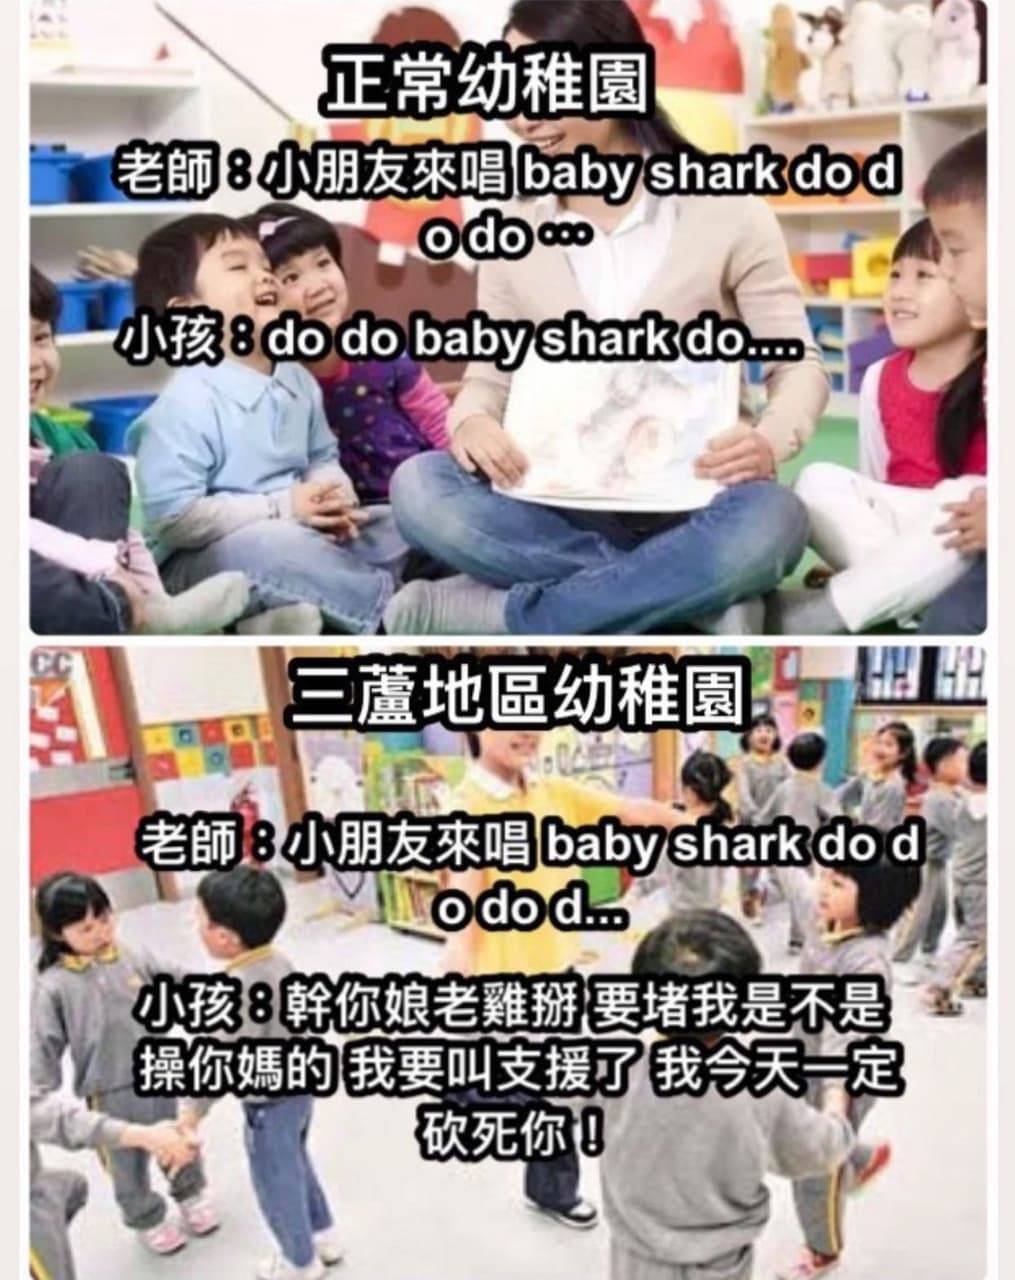 正常幼稚園
老師：小朋友來唱 baby shark do d
o do …
小孩：do do baby shark do....
CC
三蘆地區幼稚園
老師：小朋友來唱 baby shark do d
o do d...
小孩：幹你娘老雞掰 要堵我是不是
操你媽的 我要叫支援了 我今天一定
砍死你！